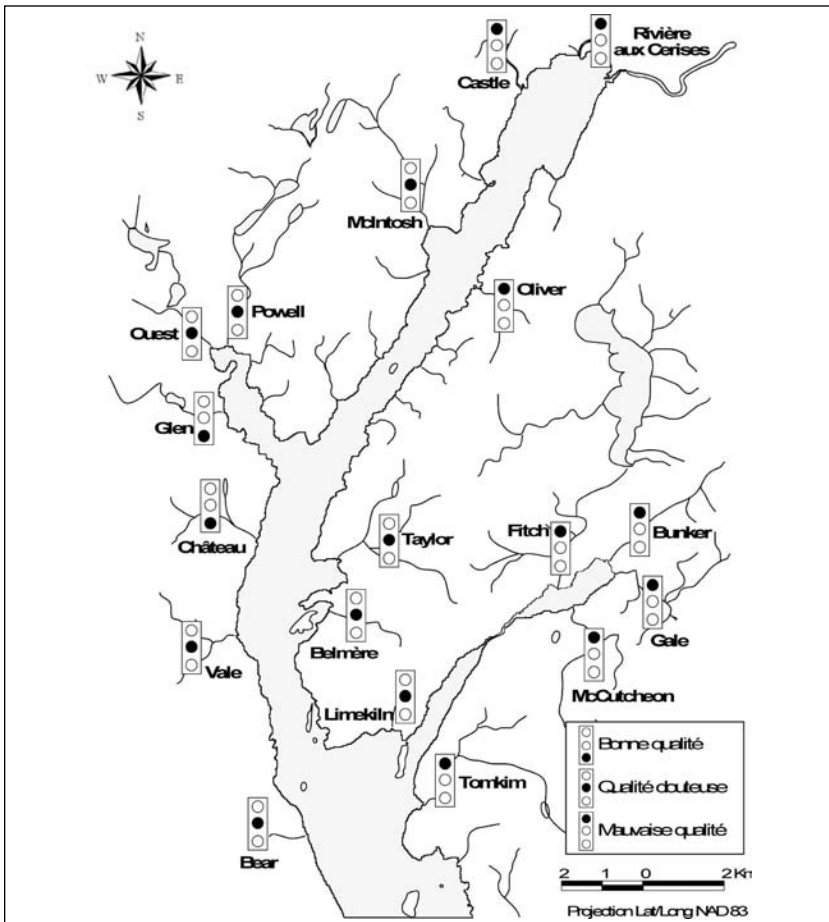 N
W E
S
Rivière
aux Cerises
Castle
McIntosh
Oliver
Powell
Ouest
Glen
Château
Taylor
Fitch
Bunker
Gale
Belmère
Vale
McCutcheon
Limekiln
Tomkim
Bear
Bonne qualité
Qualité douteuse
Mauvaise qualité
2 1 0 2 Km
Projection Lat/Long NAD 83